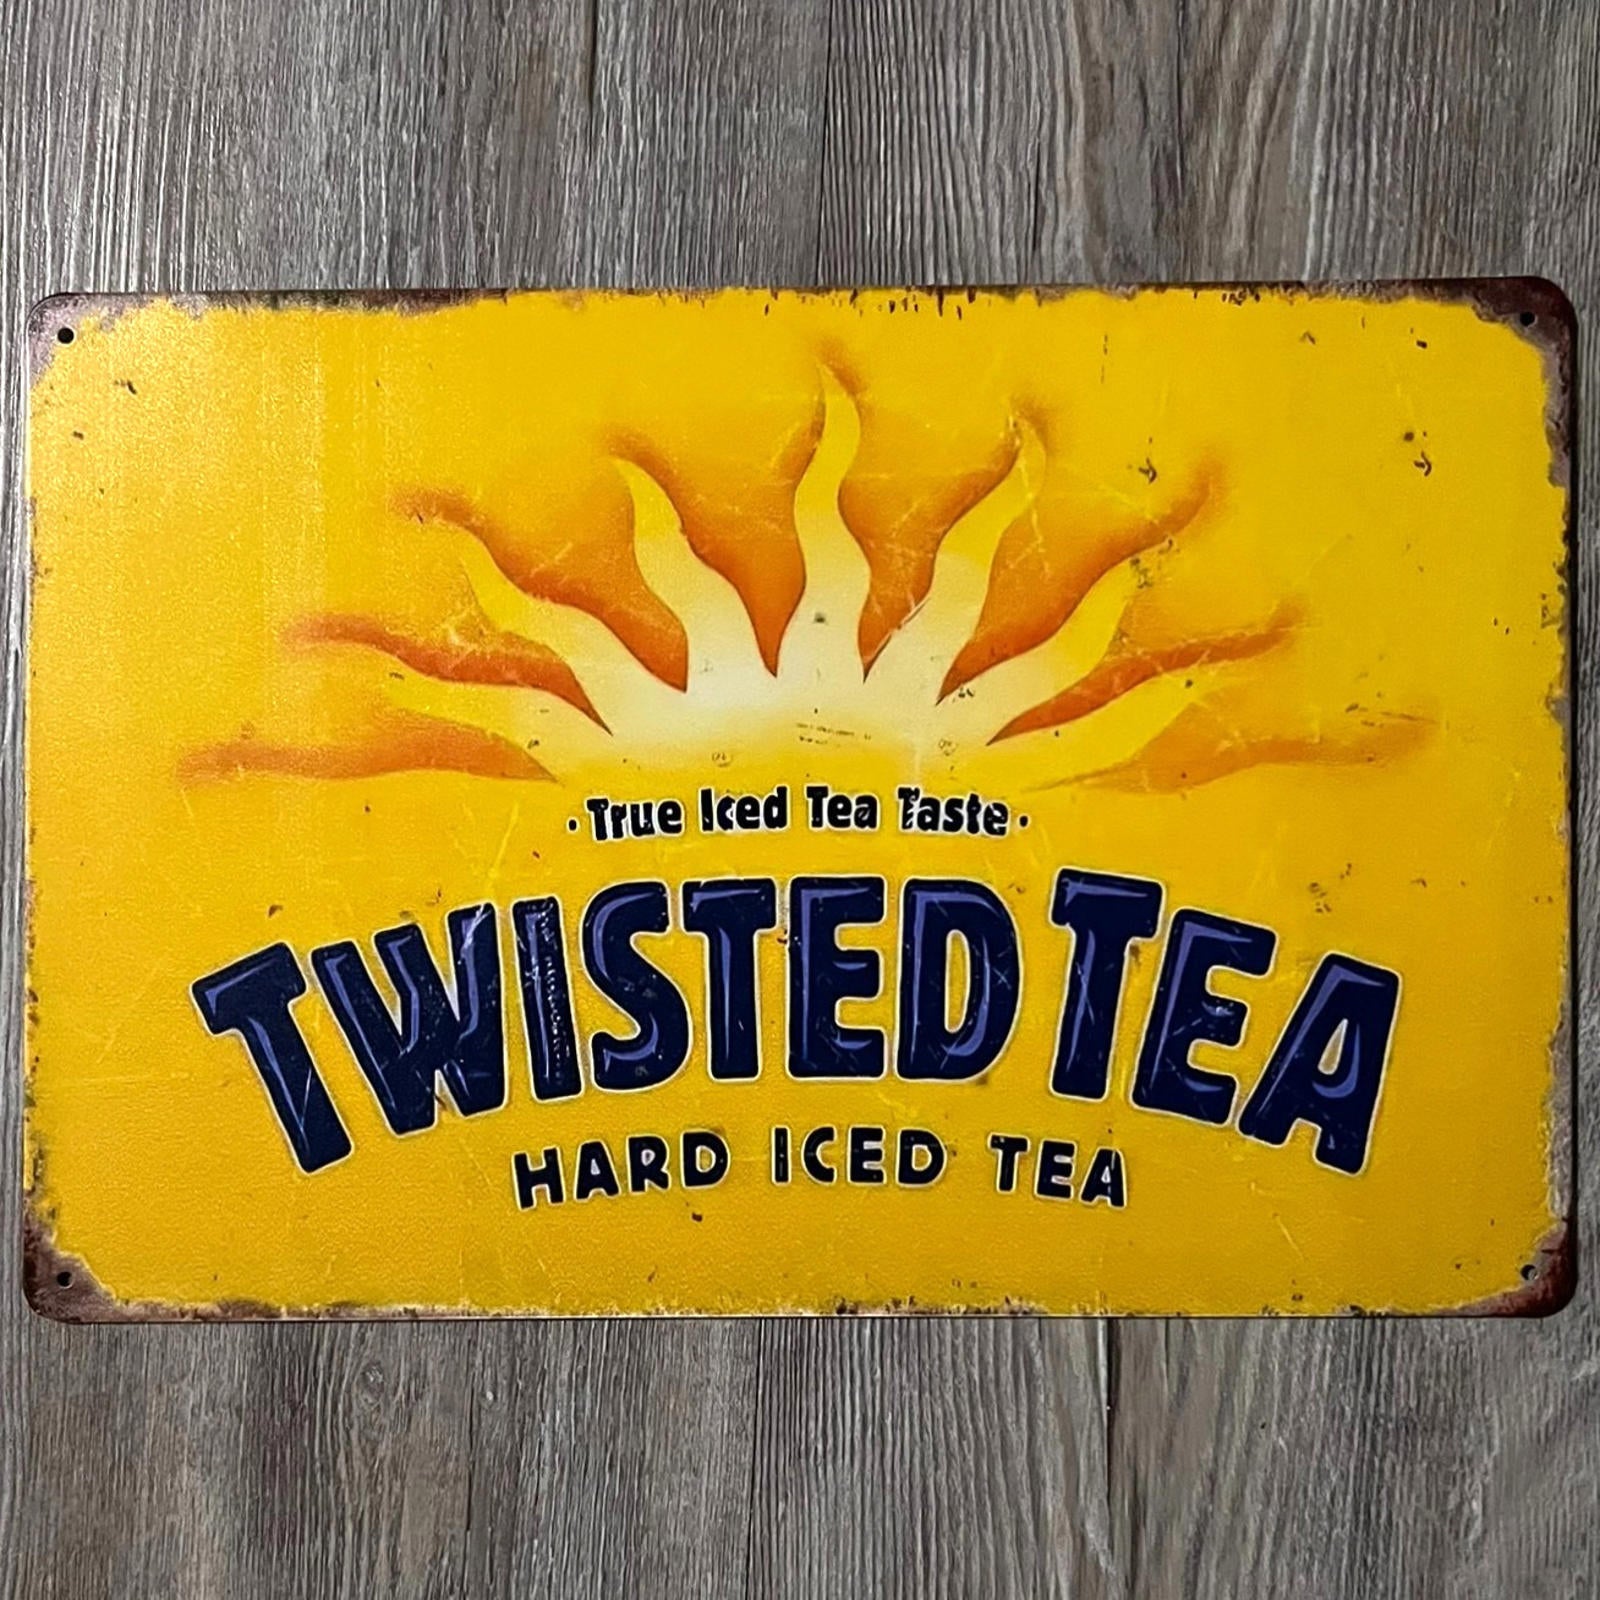 · True Iced Tea Taste ·
TWISTED TEA
HARD ICED TEA